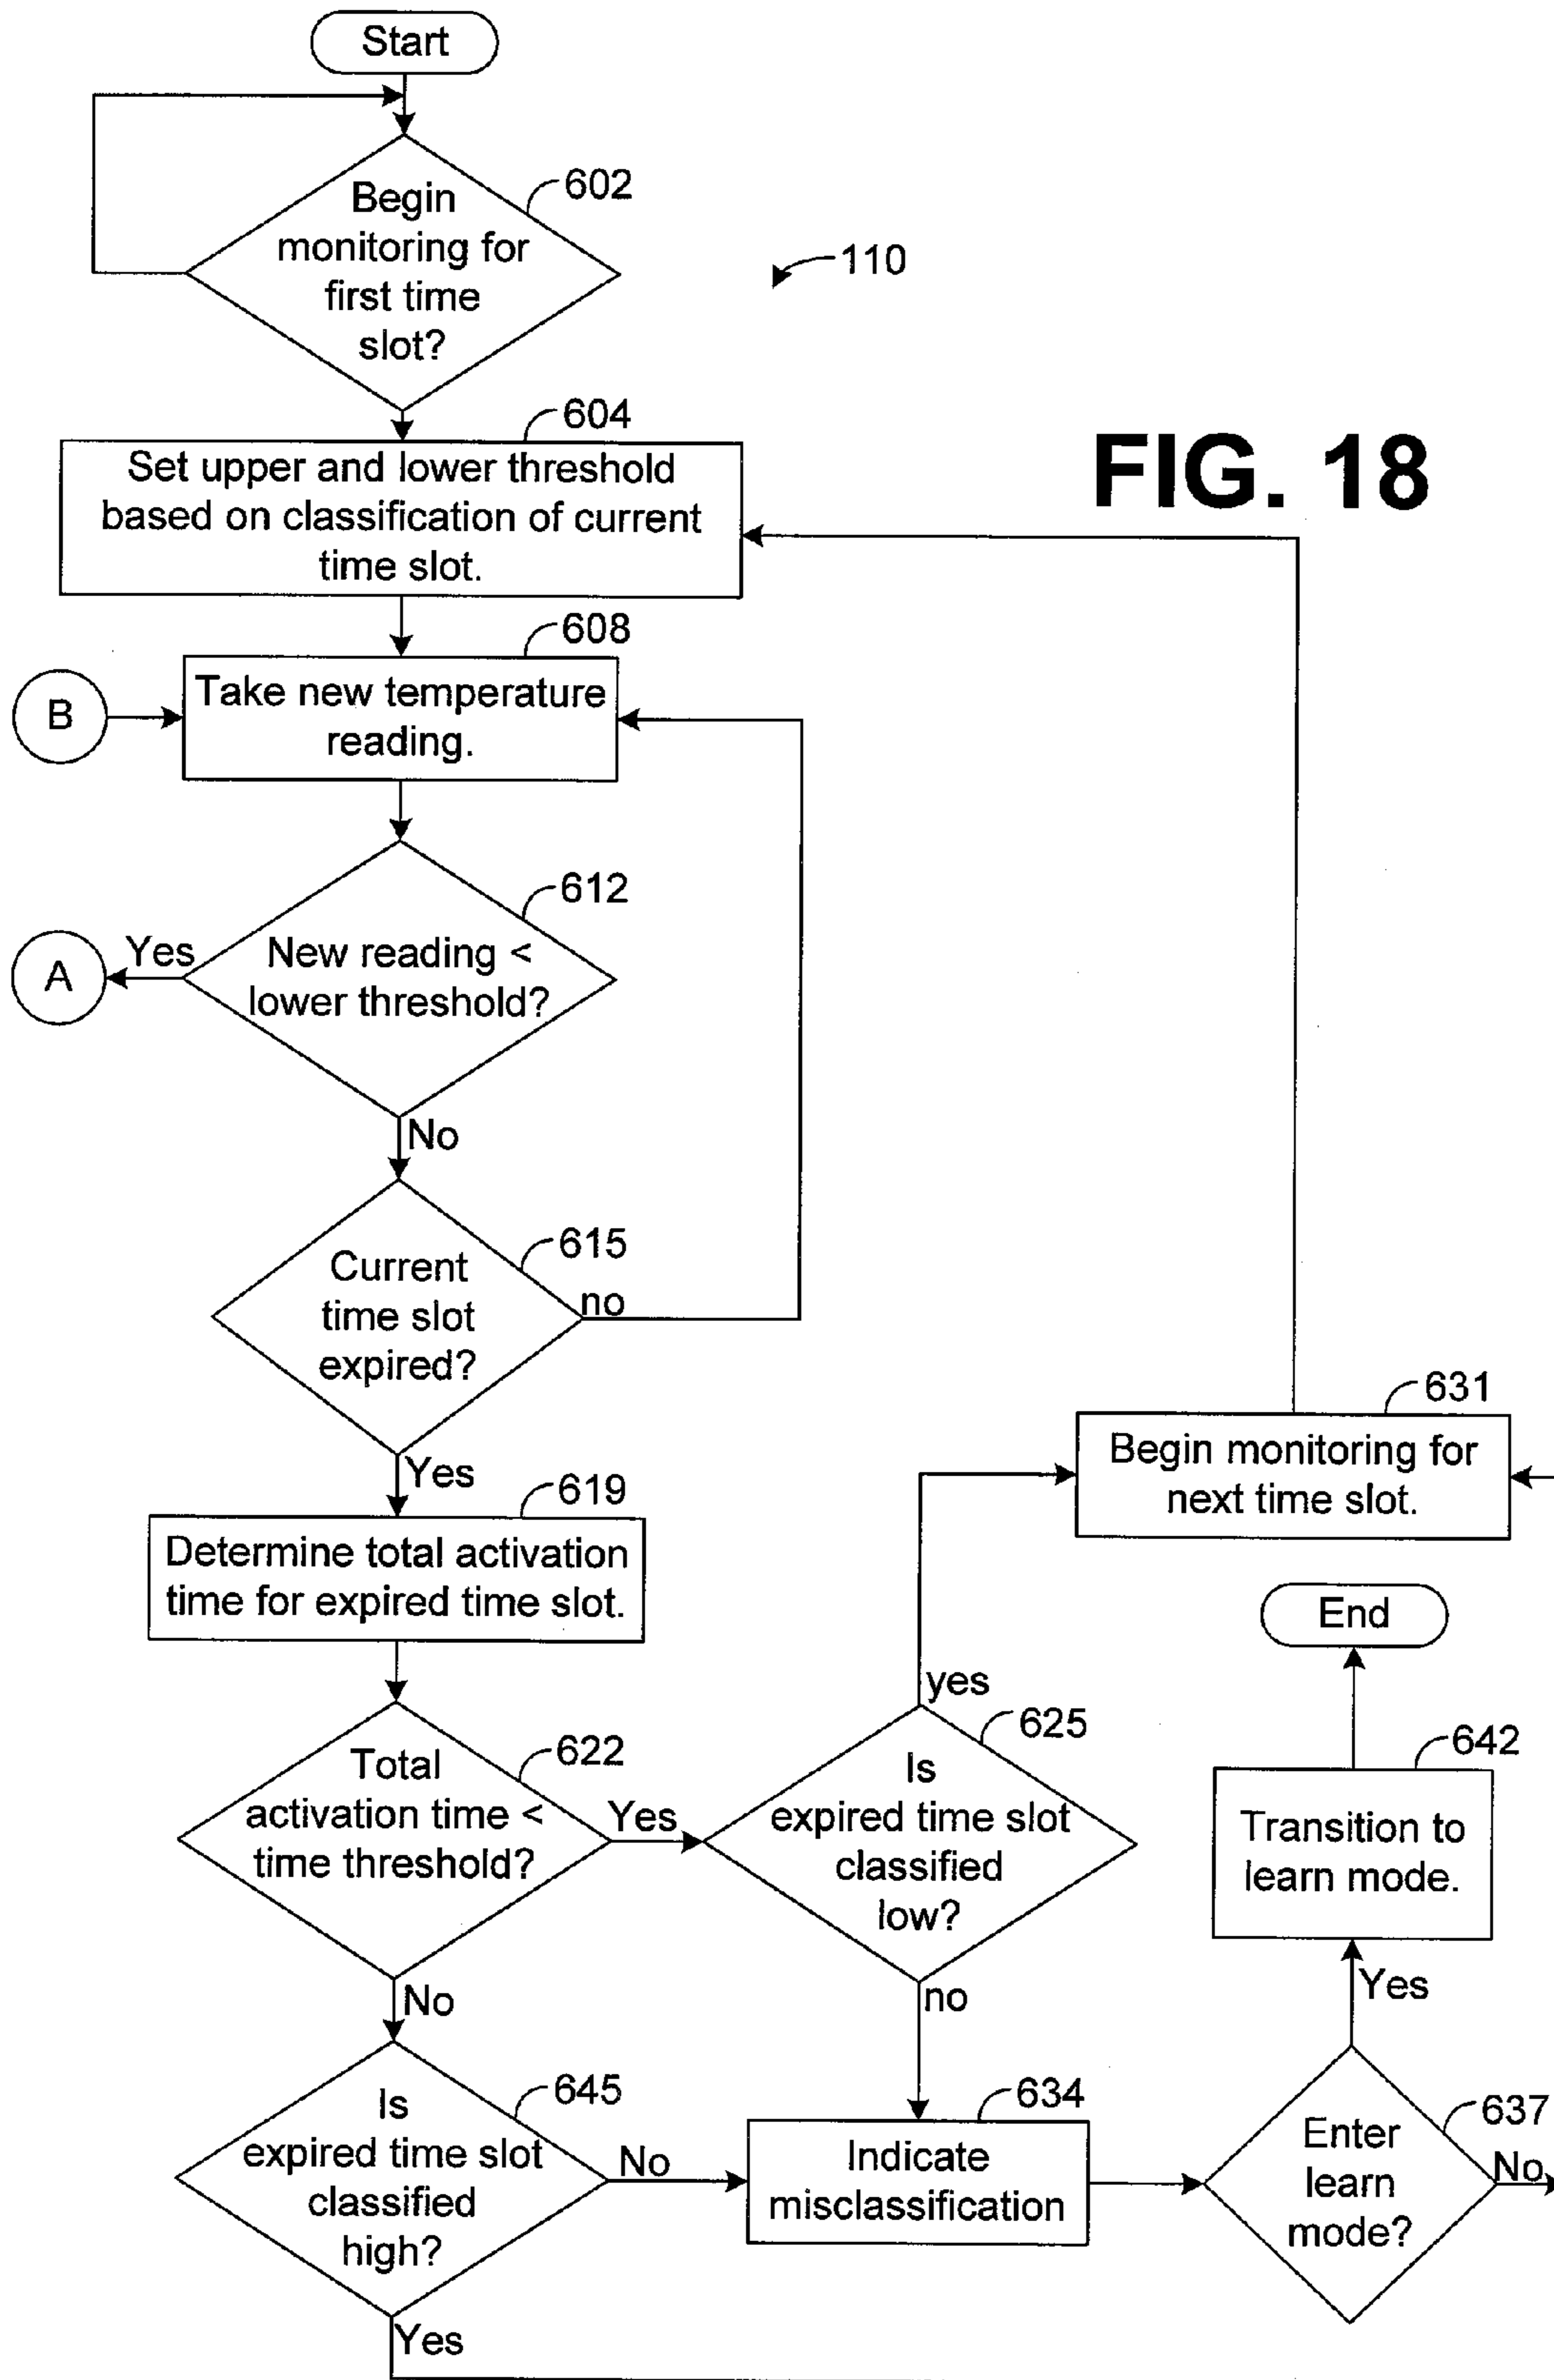 Start
Begin
monitoring for
first time
slot?
602
110
604
Set upper and lower threshold
based on classification of current
time slot.
FIG. 18
608
B
Take new temperature
reading.
612
A
Yes
New reading <
lower threshold?
No
615
Current
time slot
expired?
no
Yes
619
Determine total activation
time for expired time slot.
631
Begin monitoring for
next time slot.
End
622
Total
activation time <
time threshold?
Yes
yes
625
Is
expired time slot
classified
low?
642
Transition to
learn mode.
No
no
Yes
645
Is
expired time slot
classified
high?
No
634
Indicate
misclassification
637
Enter
learn
mode?
No
Yes